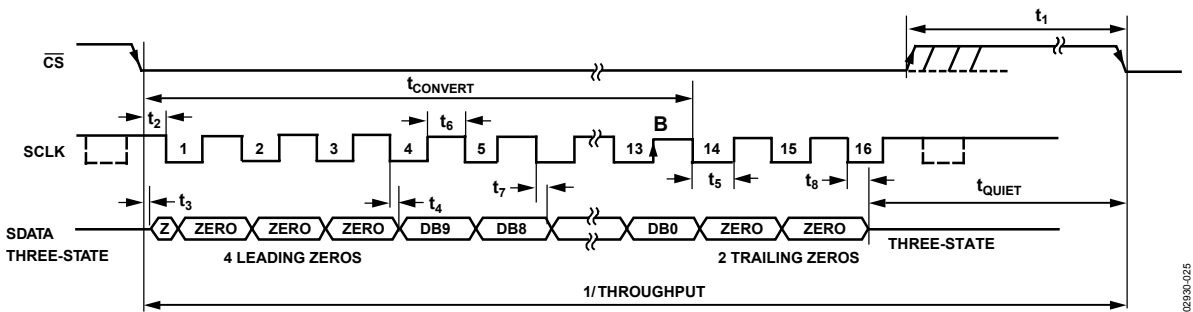 t1
CS
tCONVERT
t2
t6
B
SCLK
1 2 3 4 5 13 14 15 16
t7
t5
t8
tQUIET
t3
t4
SDATA
Z ZERO ZERO ZERO DB9 DB8 DB0 ZERO ZERO
THREE-STATE
THREE-STATE
4 LEADING ZEROS
2 TRAILING ZEROS
1/THROUGHPUT
02930-025